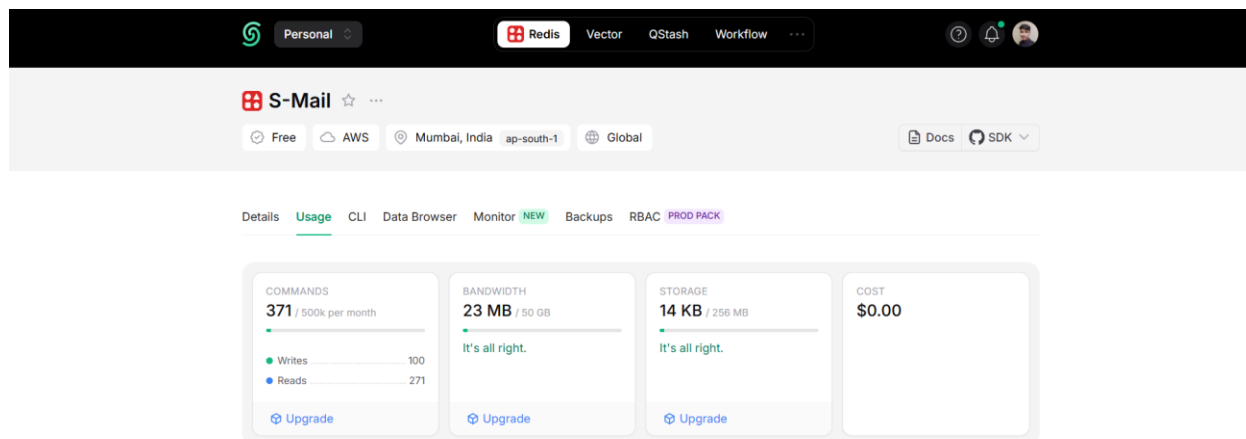 Personal Redis Vector QStash Workflow
S-Mail
Free AWS Mumbai, India ap-south-1 Global Docs SDK
Details Usage CLI Data Browser Monitor NEW Backups RBAC PROD PACK
COMMANDS
371 / 500k per month
Writes 100
Reads 271
Upgrade
BANDWIDTH
23 MB / 50 GB
It's all right.
Upgrade
STORAGE
14 KB / 256 MB
It's all right.
Upgrade
COST
$0.00